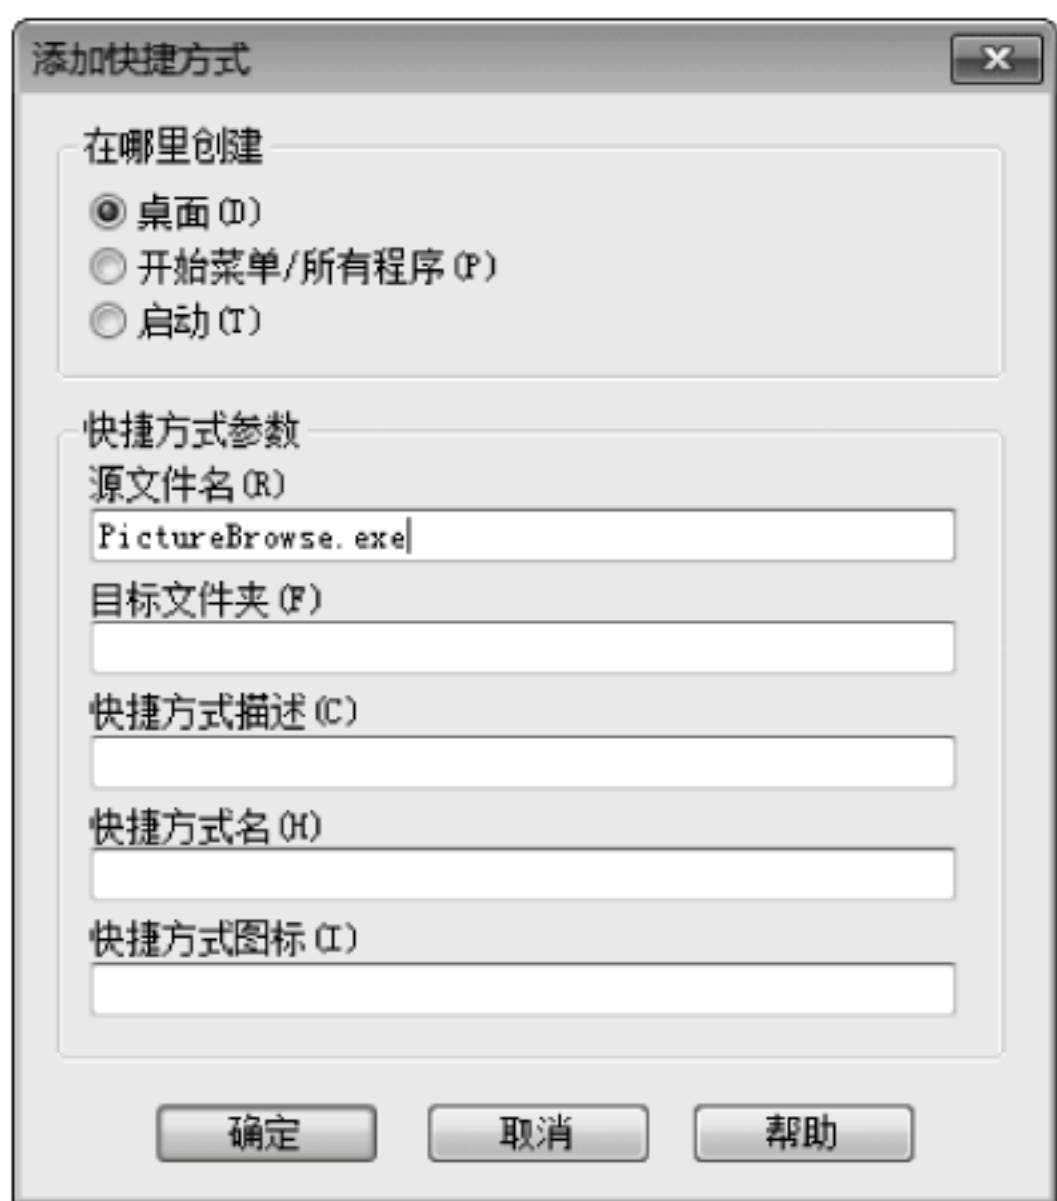 添加快捷方式
在哪里创建
桌面(D)
开始菜单/所有程序(P)
启动(T)
快捷方式参数
源文件名(R)
PictureBrowse.exe
目标文件夹(F)
快捷方式描述(C)
快捷方式名(H)
快捷方式图标(I)
确定 取消 帮助